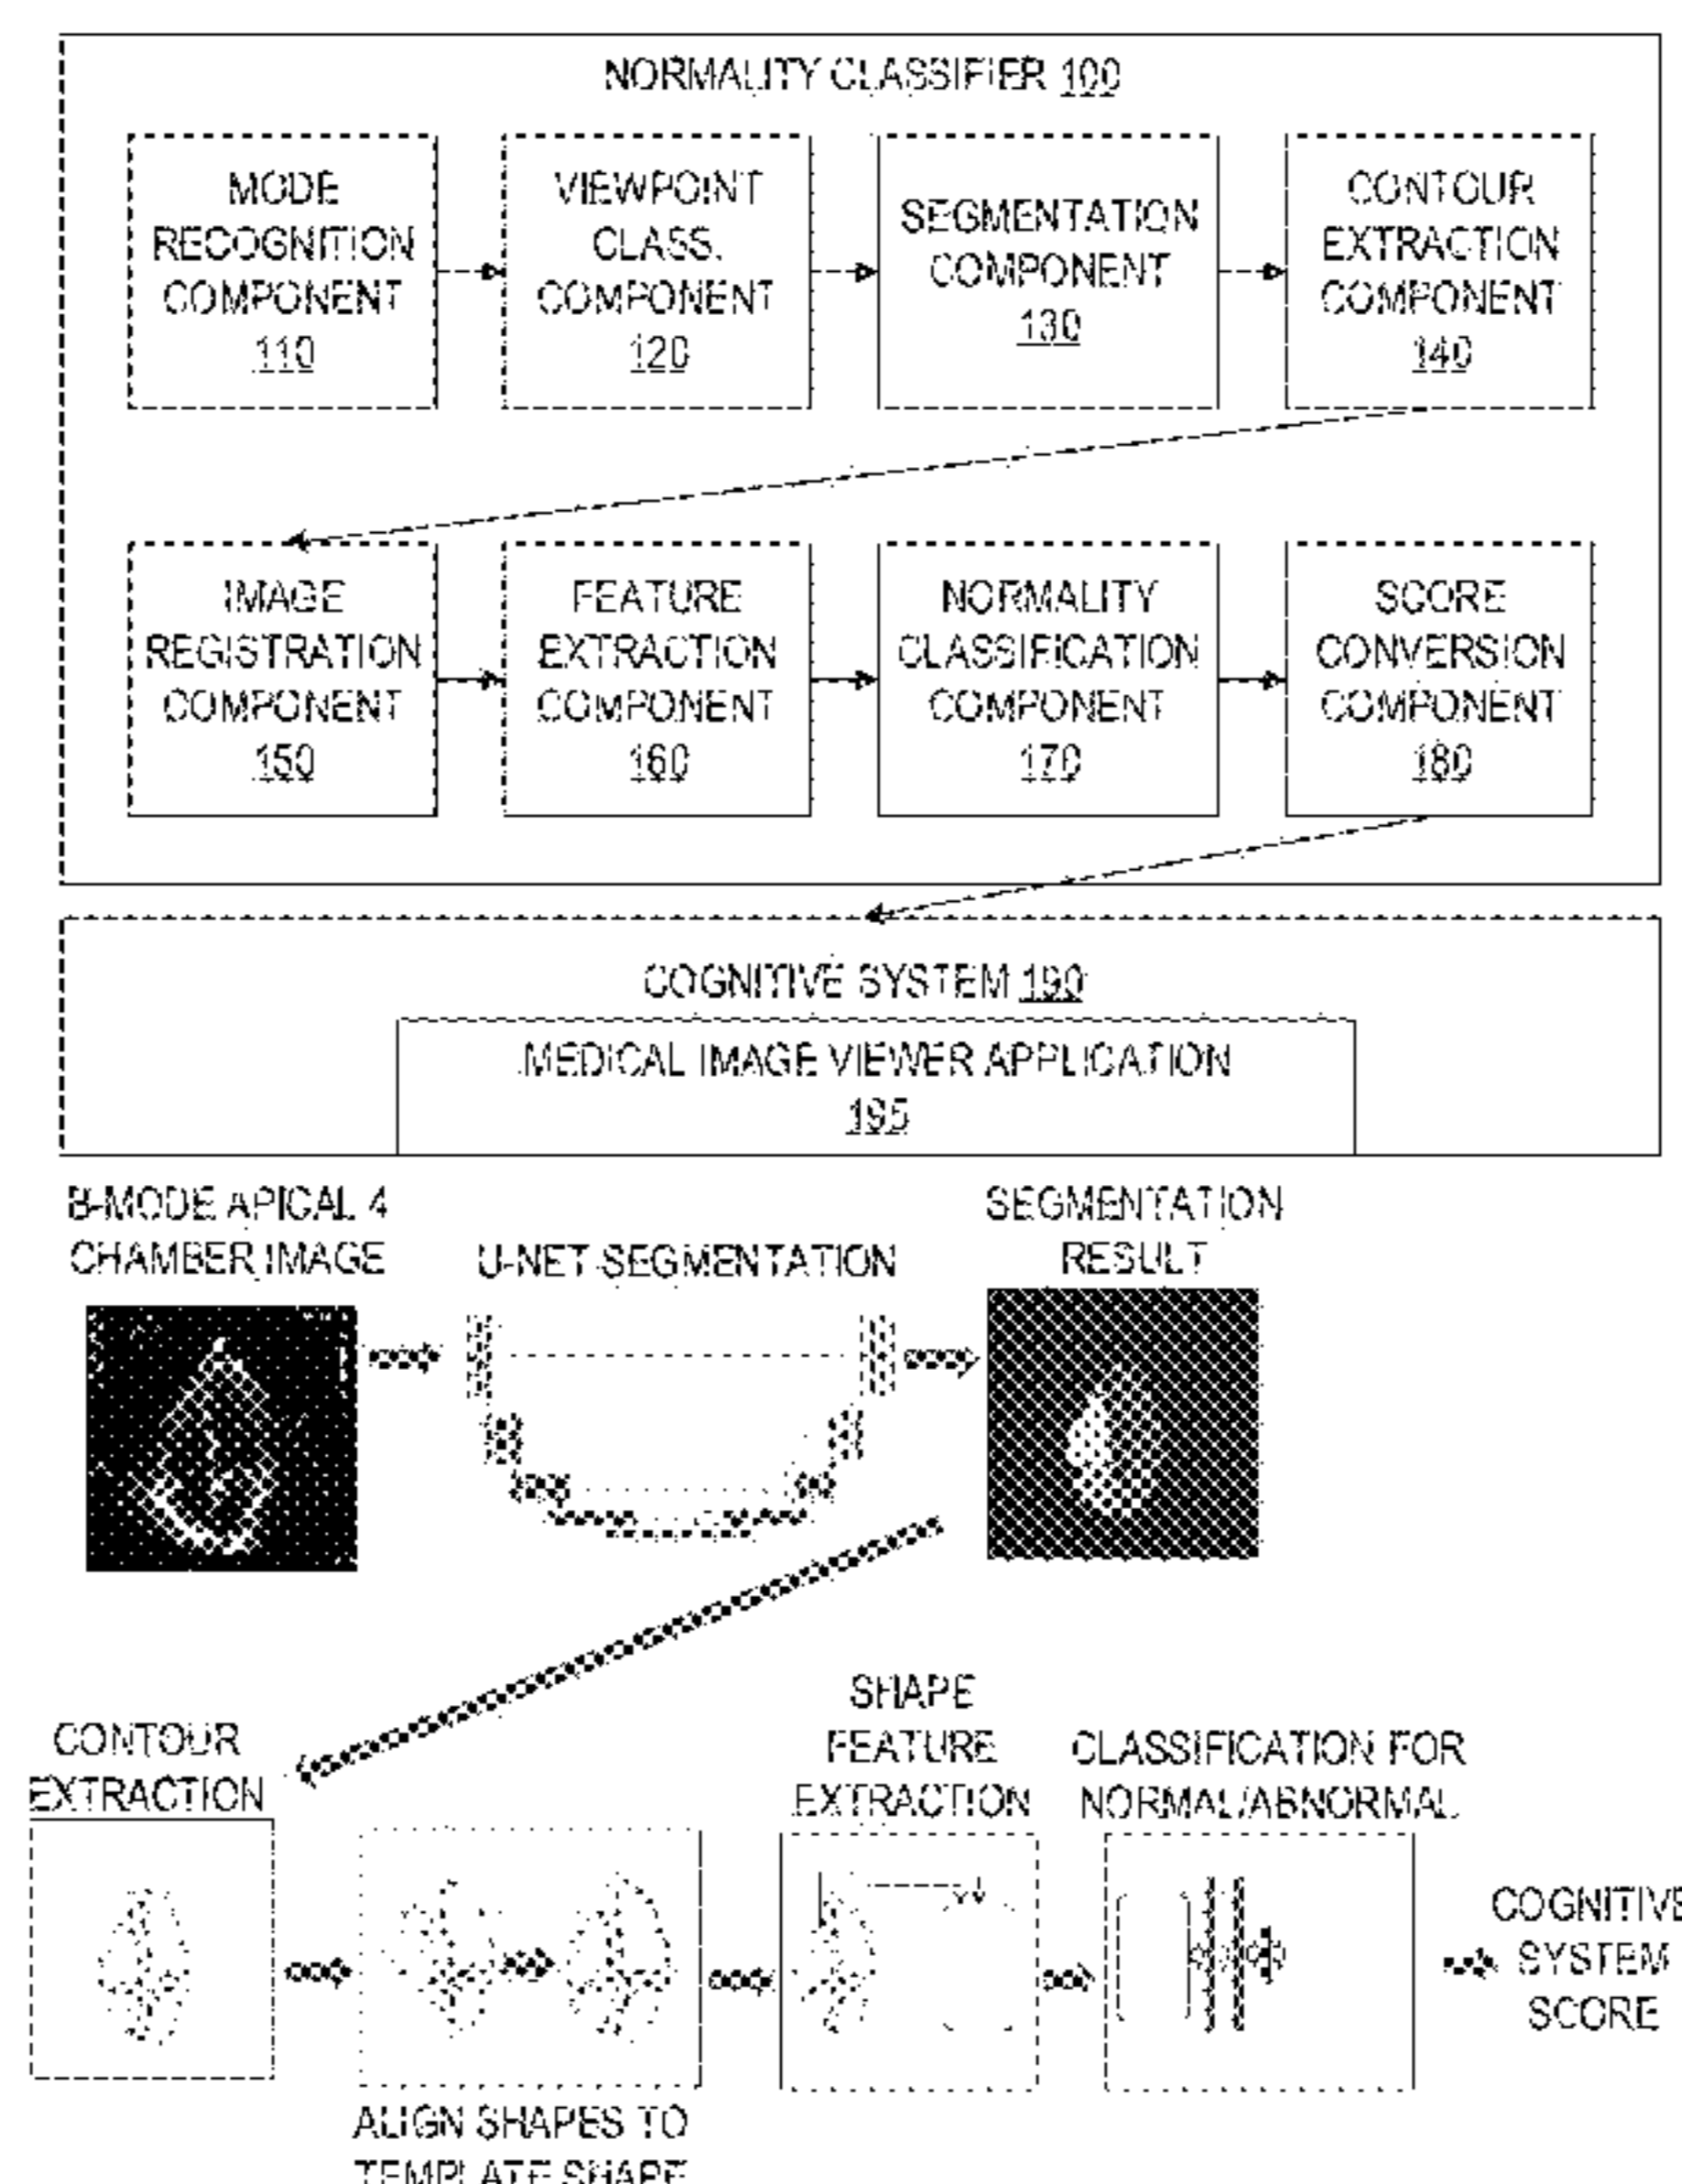 NORMALITY CLASSIFIER 100
MODE
RECOGNITION
COMPONENT
110
VIEWPOINT
CLASS.
COMPONENT
120
SEGMENTATION
COMPONENT
130
CONTOUR
EXTRACTION
COMPONENT
140
IMAGE
REGISTRATION
COMPONENT
150
FEATURE
EXTRACTION
COMPONENT
160
NORMALITY
CLASSIFICATION
COMPONENT
170
SCORE
CONVERSION
COMPONENT
180
COGNITIVE SYSTEM 190
MEDICAL IMAGE VIEWER APPLICATION
195
B-MODE APICAL 4
CHAMBER IMAGE
U-NET SEGMENTATION
SEGMENTATION
RESULT
CONTOUR
EXTRACTION
ALIGN SHAPES TO
TEMPLATE SHAPE
SHAPE
FEATURE
EXTRACTION
CLASSIFICATION FOR
NORMAL/ABNORMAL
COGNITIVE
SYSTEM
SCORE